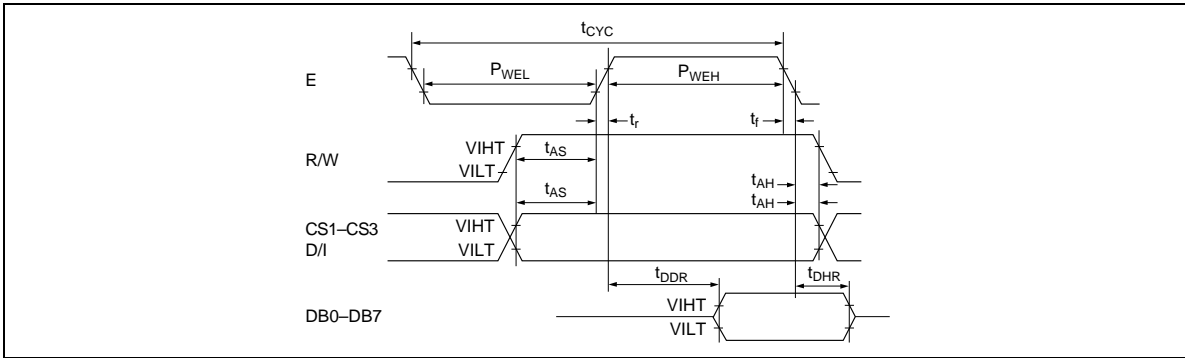 tCYC
E
PWEL
PWEH
tr
tf
R/W
VIHT
VILT
tAS
tAS
tAH
tAH
CS1–CS3
D/I
VIHT
VILT
tDDR
tDHR
DB0–DB7
VIHT
VILT